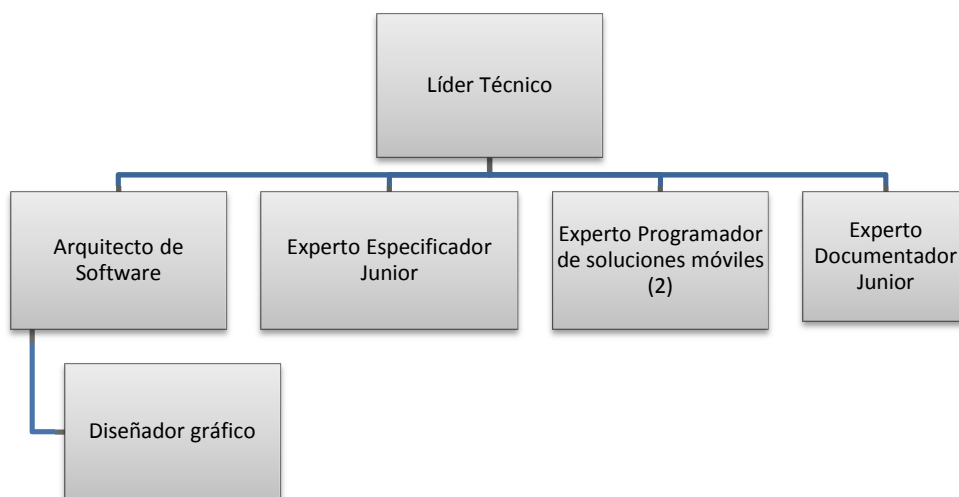 Líder Técnico
Arquitecto de
Software
Experto Especificador
Junior
Experto Programador
de soluciones móviles
(2)
Experto
Documentador
Junior
Diseñador gráfico